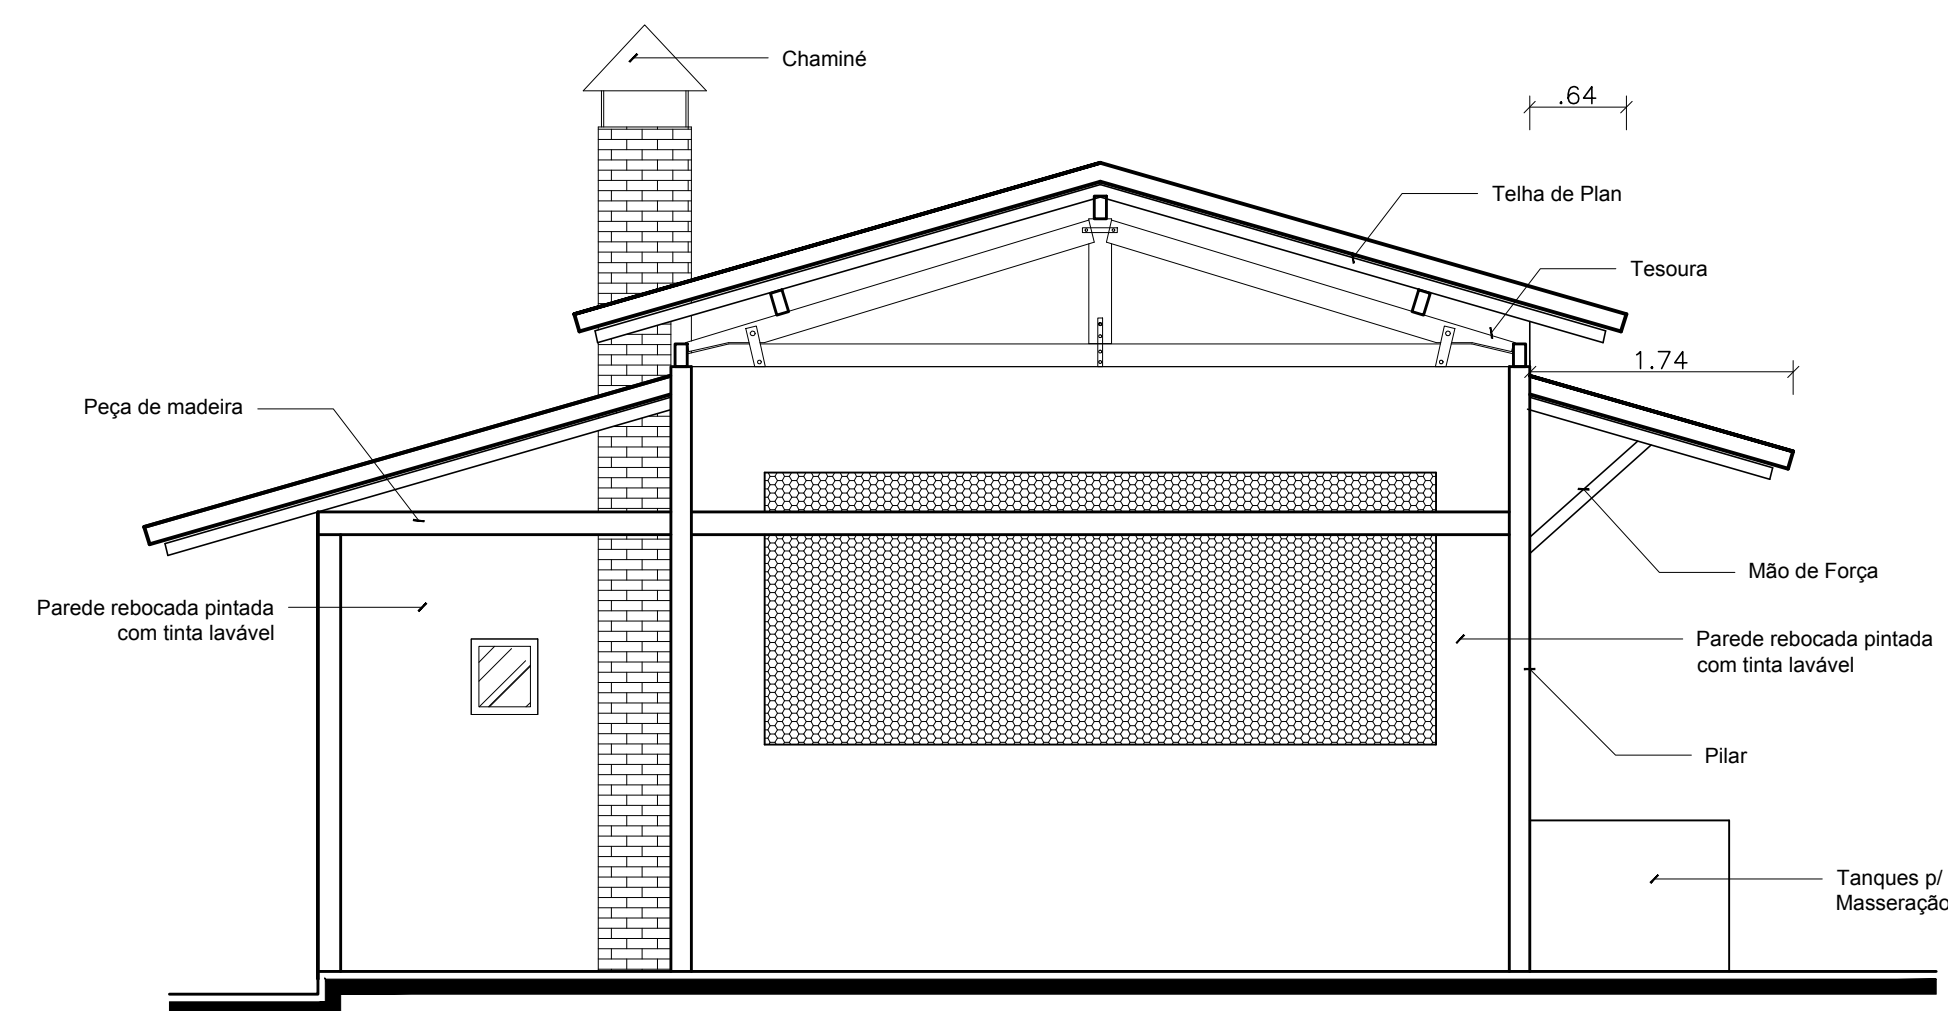 Chaminé
.64
Telha de Plan
Tesoura
1.74
Peça de madeira
Mão de Força
Parede rebocada pintada
com tinta lavável
Parede rebocada pintada
com tinta lavável
Pilar
Tanques p/
Masseração